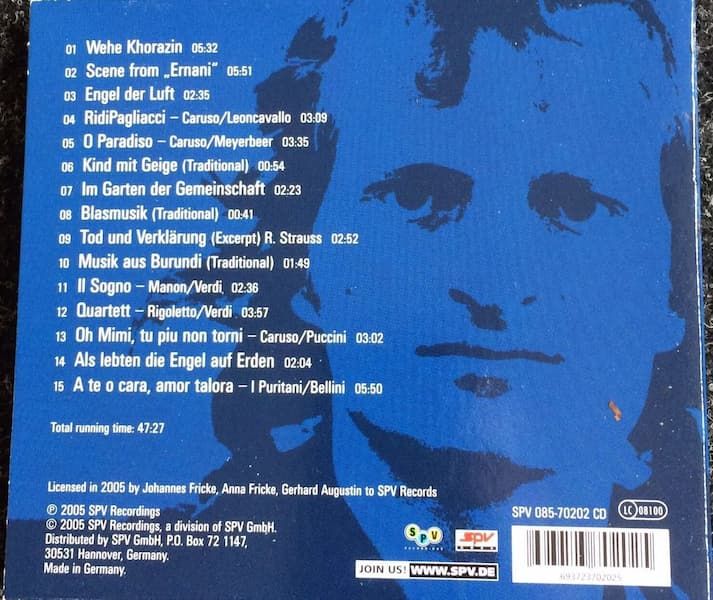 01 Wehe Khorazin 05:32
02 Scene from „Ernani" 05:51
03 Engel der Luft 02:35
04 RidiPagliacci – Caruso/Leoncavallo 03:09
05 O Paradiso – Caruso/Meyerbeer 03:35
06 Kind mit Geige (Traditional) 00:54
07 Im Garten der Gemeinschaft 02:23
08 Blasmusik (Traditional) 00:41
09 Tod und Verklärung (Excerpt) R. Strauss 02:52
10 Musik aus Burundi (Traditional) 01:49
11 Il Sogno – Manon/Verdi 02:36
12 Quartett – Rigoletto/Verdi 03:57
13 Oh Mimi, tu piu non torni – Caruso/Puccini 03:02
14 Als lebten die Engel auf Erden 02:04
15 A te o cara, amor talora – I Puritani/Bellini 05:50
Total running time: 47:27
Licensed in 2005 by Johannes Fricke, Anna Fricke, Gerhard Augustin to SPV Records
℗ 2005 SPV Recordings
© 2005 SPV Recordings, a division of SPV GmbH.
Distributed by SPV GmbH, P.O. Box 72 1147,
30531 Hannover, Germany.
Made in Germany.
SPV 085-70202 CD
LC 08100
SPV
RECORDINGS
SPV
JOIN US! WWW.SPV.DE
693723702025